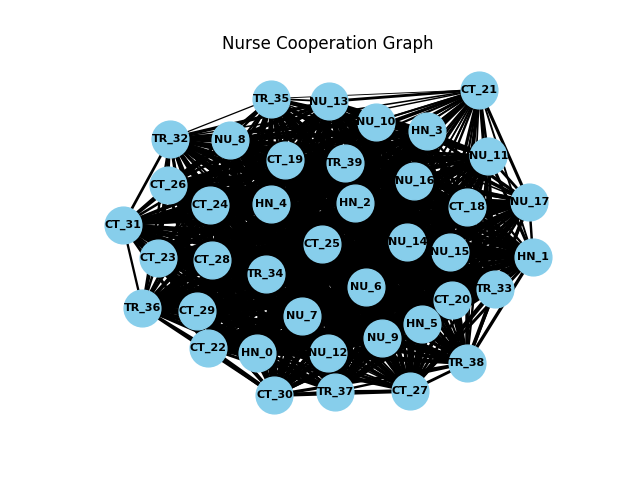 Nurse Cooperation Graph
CT_21
TR_35
NU_13
NU_10
HN_3
TR_32
NU_8
NU_11
CT_19
TR_39
CT_26
NU_16
NU_17
CT_24
HN_4
HN_2
CT_18
CT_31
CT_25
NU_14
NU_15
CT_23
CT_28
HN_1
TR_34
NU_6
TR_33
CT_20
TR_36
CT_29
NU_7
HN_5
NU_9
CT_22
HN_0
NU_12
TR_38
CT_30
TR_37
CT_27